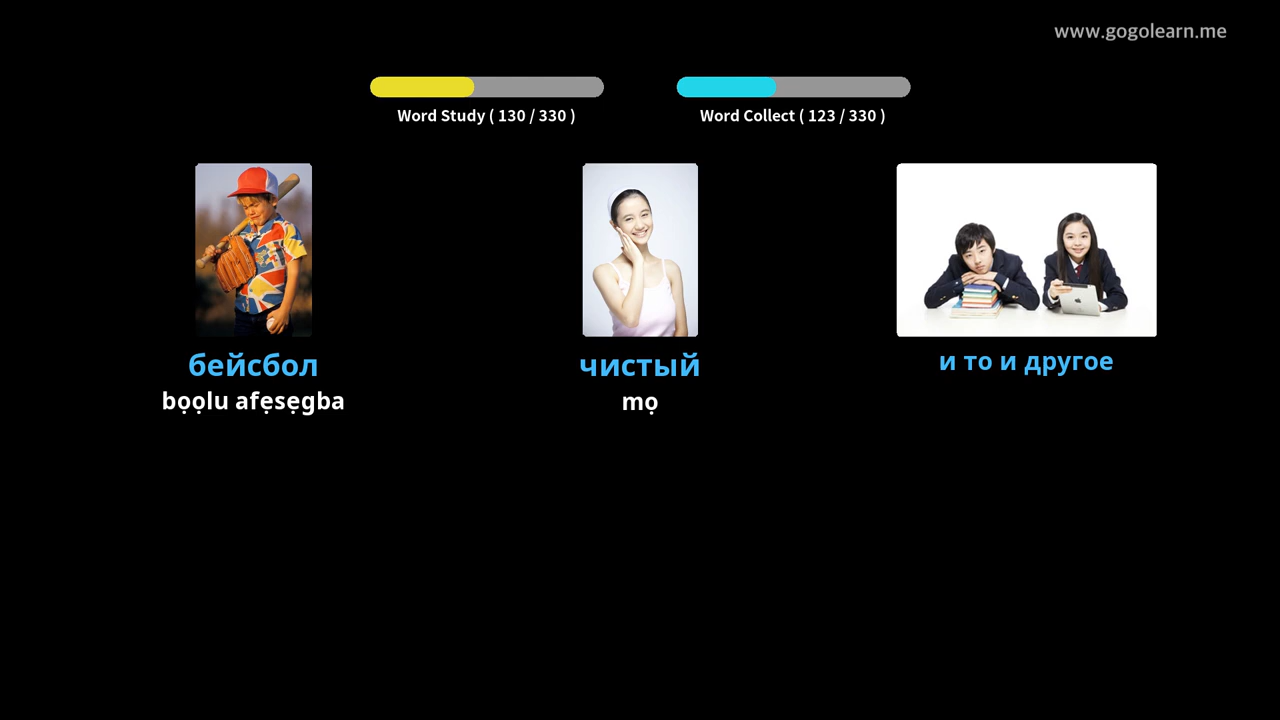 www.gogolearn.me
Word Study ( 130 / 330 )
Word Collect ( 123 / 330 )
бейсбол
bọọlu afẹsẹgba
чистый
mọ
и то и другое